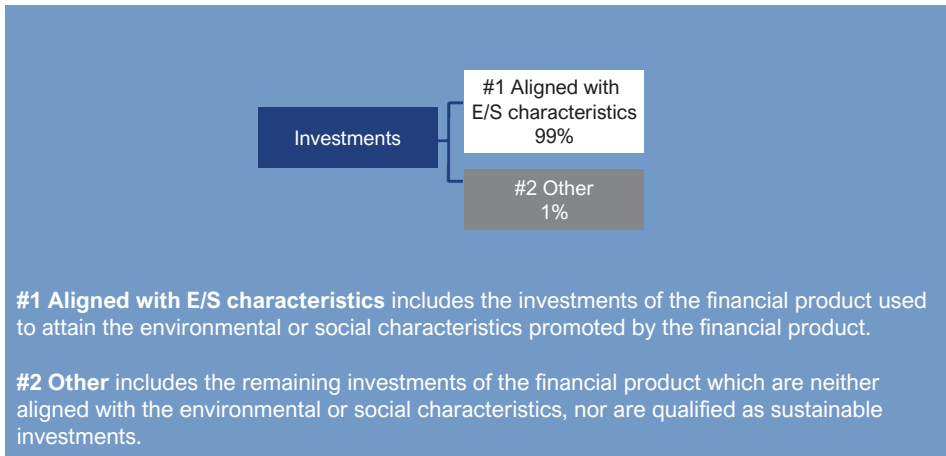 #1 Aligned with
E/S characteristics
99%
Investments
#2 Other
1%
#1 Aligned with E/S characteristics includes the investments of the financial product used
to attain the environmental or social characteristics promoted by the financial product.
#2 Other includes the remaining investments of the financial product which are neither
aligned with the environmental or social characteristics, nor are qualified as sustainable
investments.